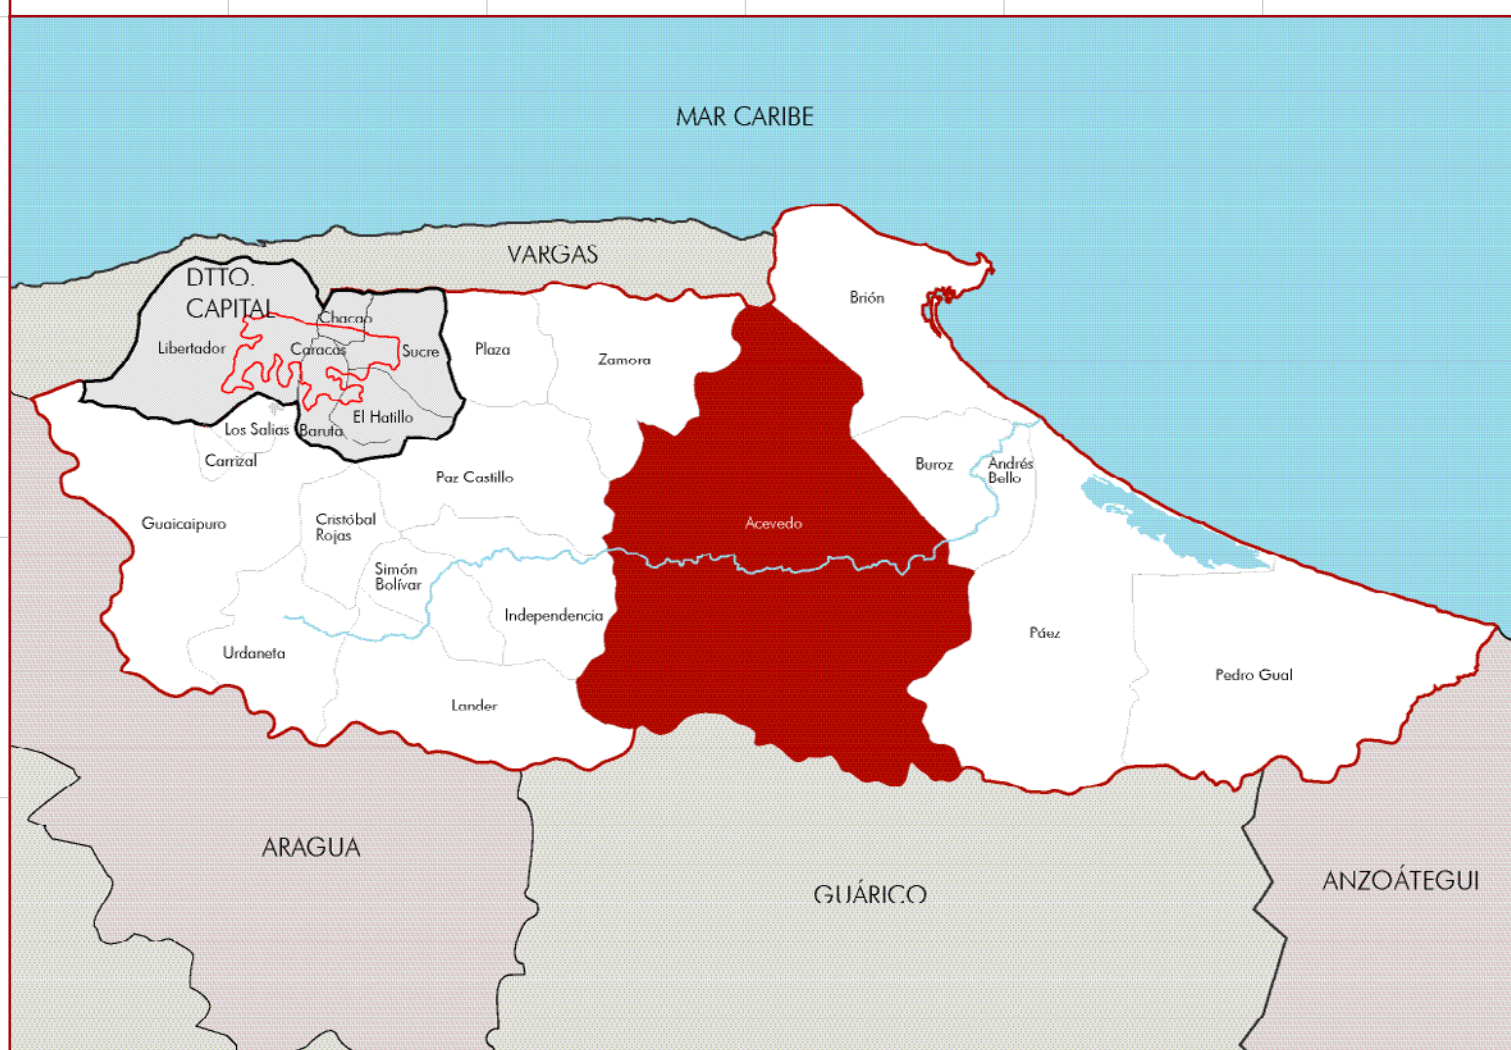 MAR CARIBE
VARGAS
DTTO.
CAPITAL
Brión
Chacao
Libertador
Caracas
Sucre
Plaza
Zamora
El Hatillo
Los Salias
Baruta
Carrizal
Paz Castillo
Buroz
Andrés
Bello
Guaicaipuro
Cristóbal
Rojas
Acevedo
Simón
Bolívar
Independencia
Urdaneta
Páez
Pedro Gual
Lander
ARAGUA
GUÁRICO
ANZOÁTEGUI